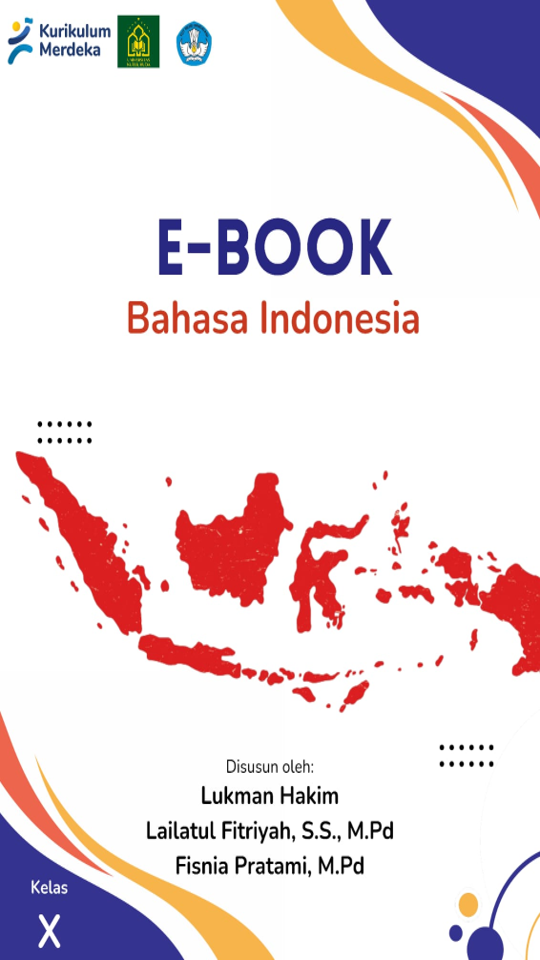 Kurikulum
Merdeka
E-BOOK
Bahasa Indonesia
Disusun oleh:
Lukman Hakim
Lailatul Fitriyah, S.S., M.Pd
Fisnia Pratami, M.Pd
Kelas
X